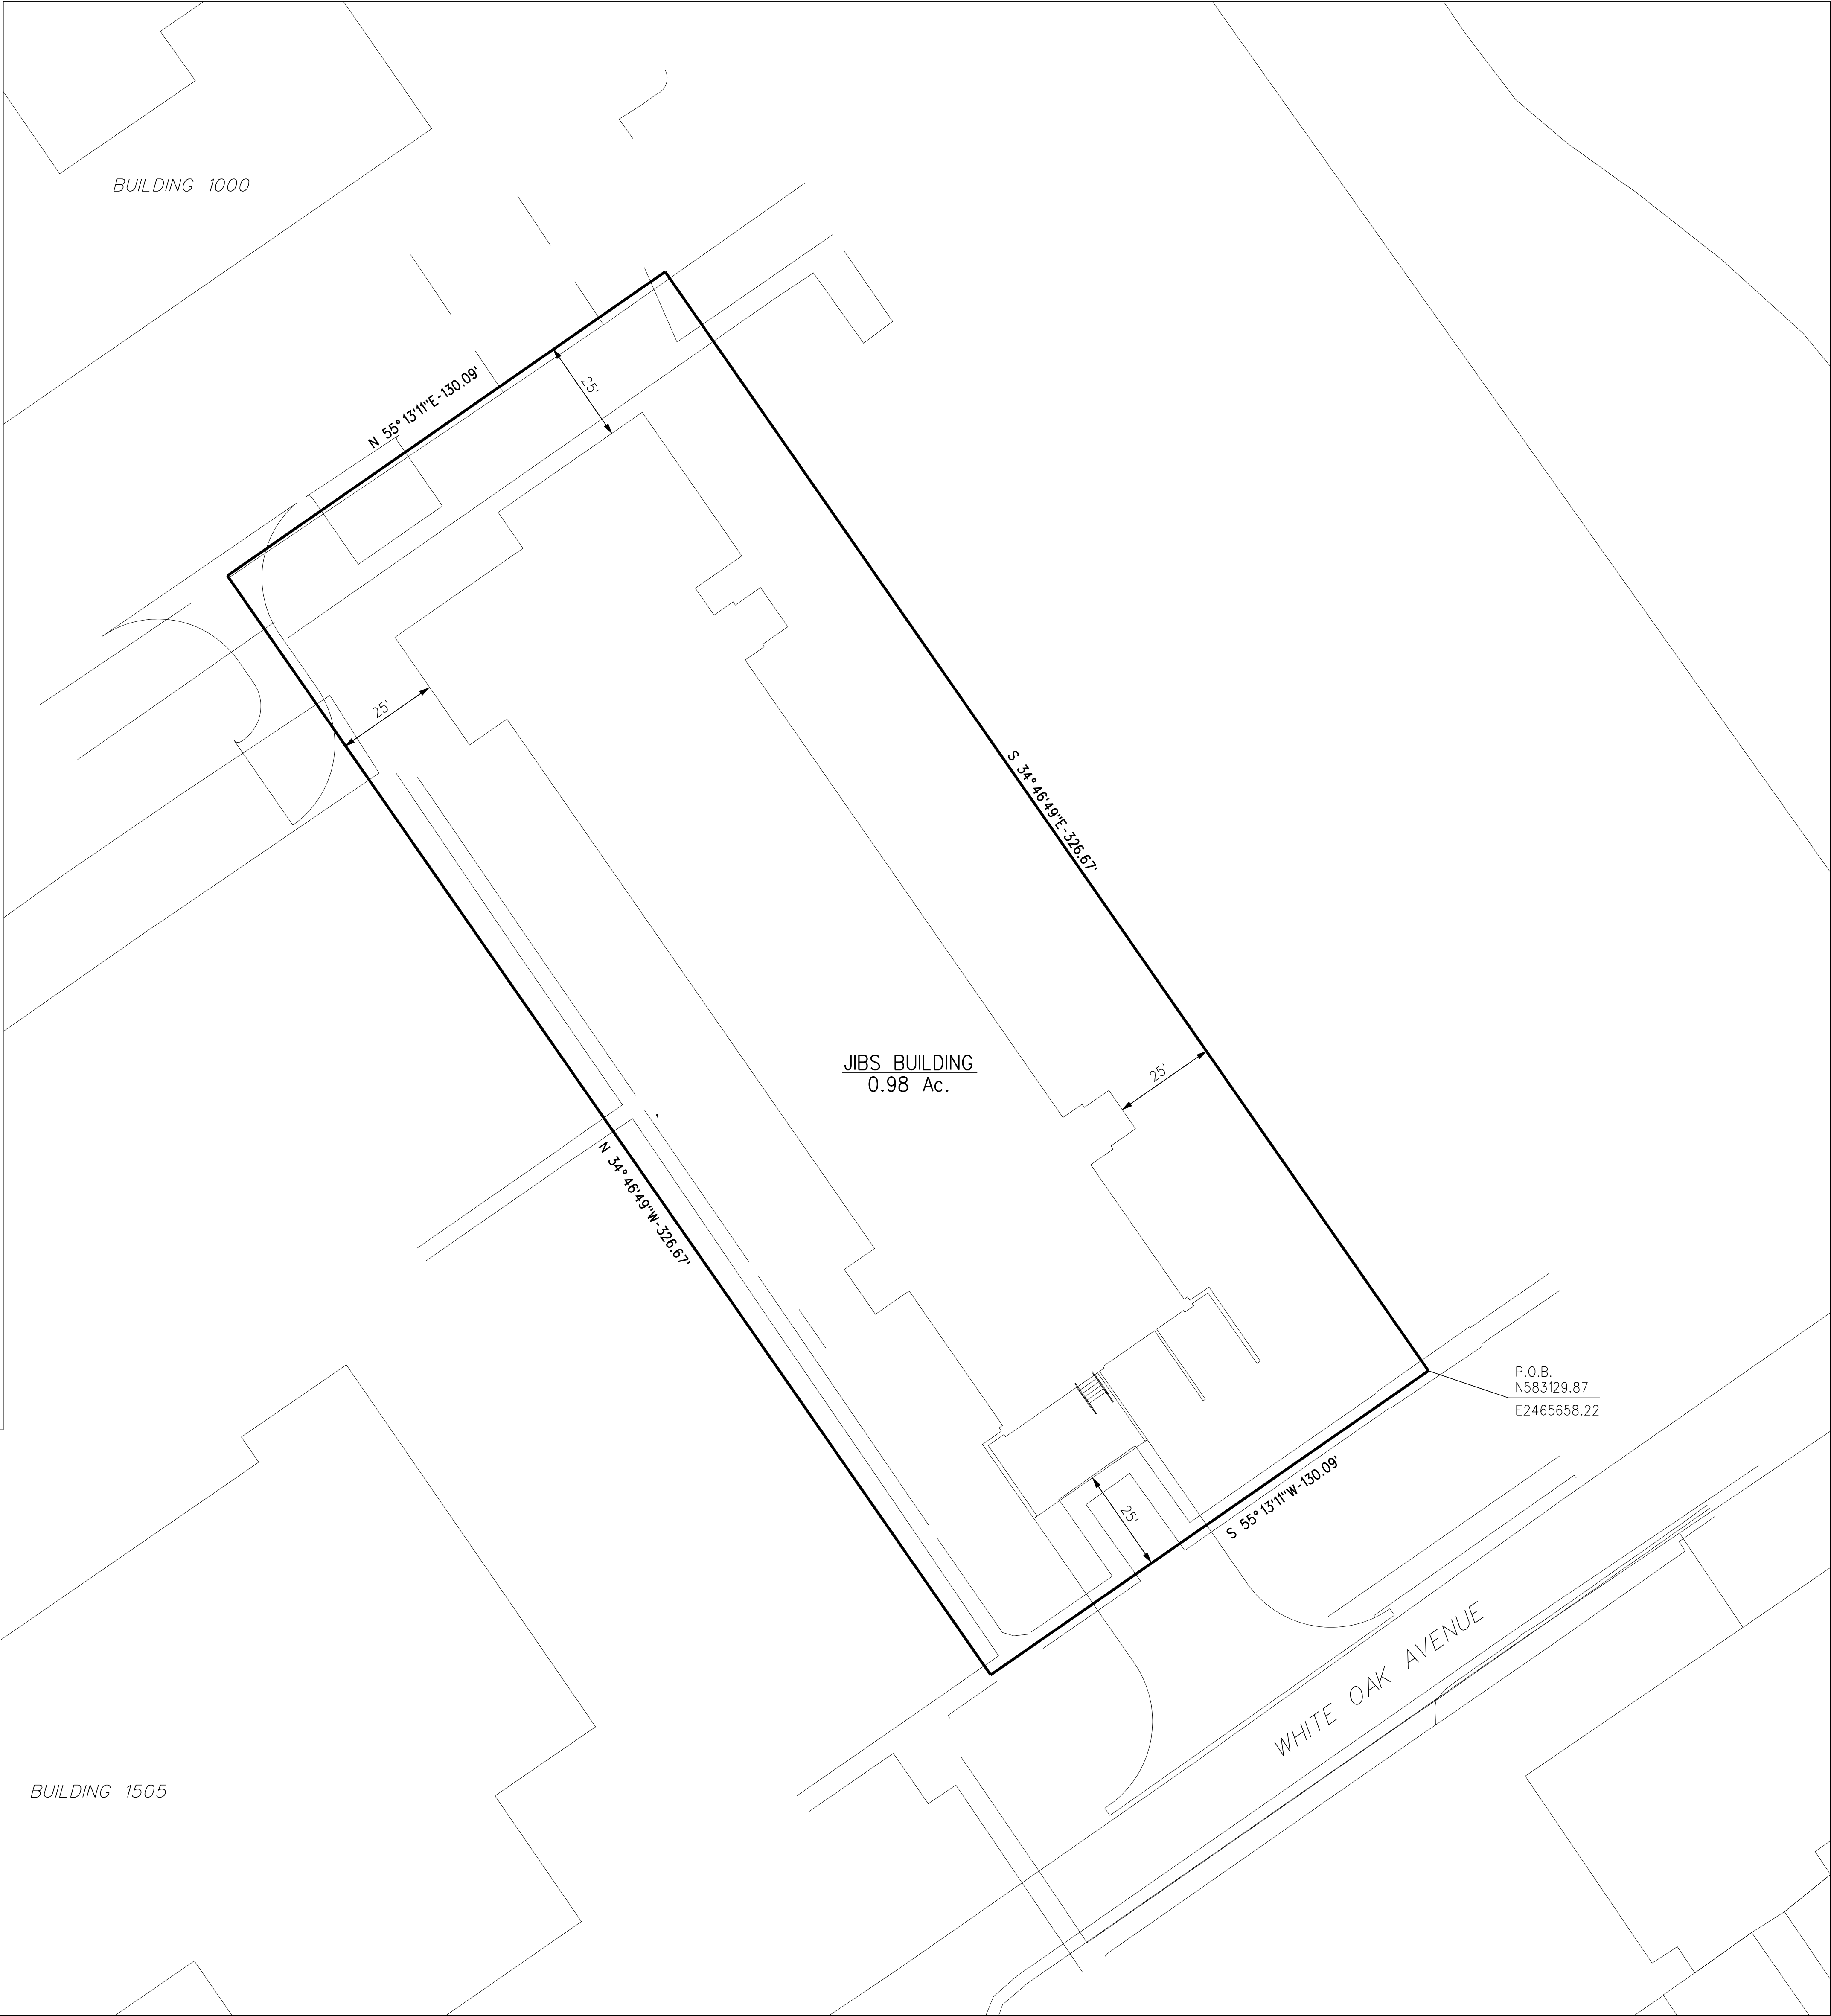 BUILDING 1000
N 55°13'11"E-130.09'
25'
25'
S 34°46'49"E-326.67'
JIBS BUILDING
0.98 Ac.
25'
N 34°46'49"W-326.67'
P.O.B.
N583129.87
E2465658.22
25'
S 55°13'11"W-130.09'
WHITE OAK AVENUE
BUILDING 1505